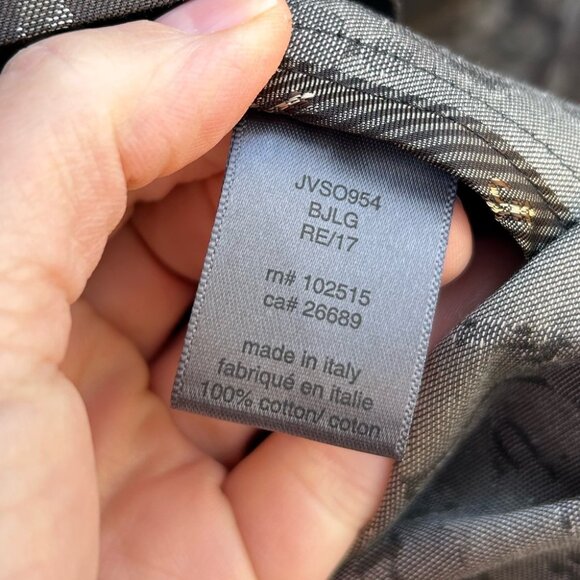 JVSO954
BJLG
RE/17
rn# 102515
ca# 26689
made in italy
fabriqué en italie
100% cotton/ coton